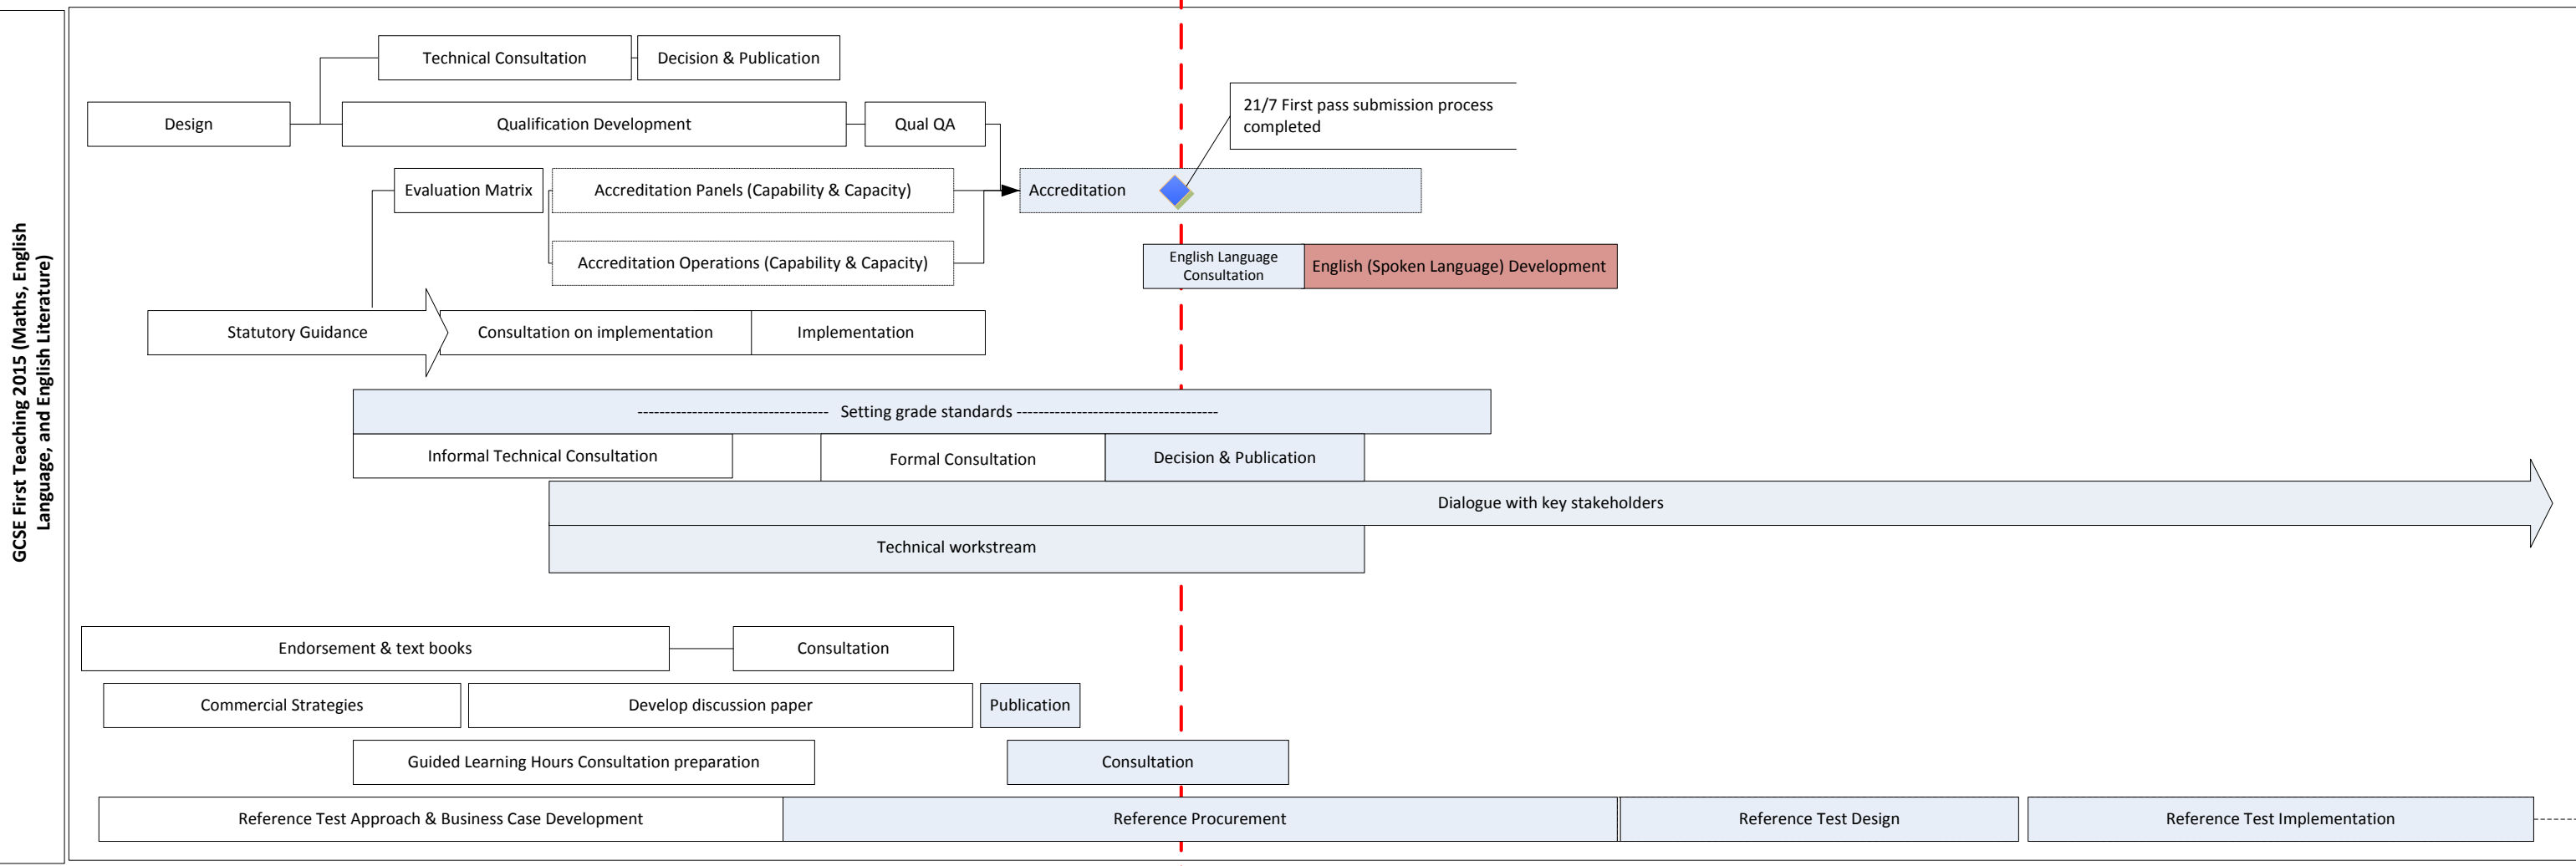 GCSE First Teaching 2015 (Maths, English
Language, and English Literature)
Technical Consultation
Decision & Publication
21/7 First pass submission process
completed
Design
Qualification Development
Qual QA
Evaluation Matrix
Accreditation Panels (Capability & Capacity)
Accreditation
Accreditation Operations (Capability & Capacity)
English Language
Consultation
English (Spoken Language) Development
Statutory Guidance
Consultation on implementation
Implementation
Setting grade standards
Informal Technical Consultation
Formal Consultation
Decision & Publication
Dialogue with key stakeholders
Technical workstream
Endorsement & text books
Consultation
Commercial Strategies
Develop discussion paper
Publication
Guided Learning Hours Consultation preparation
Consultation
Reference Test Approach & Business Case Development
Reference Procurement
Reference Test Design
Reference Test Implementation